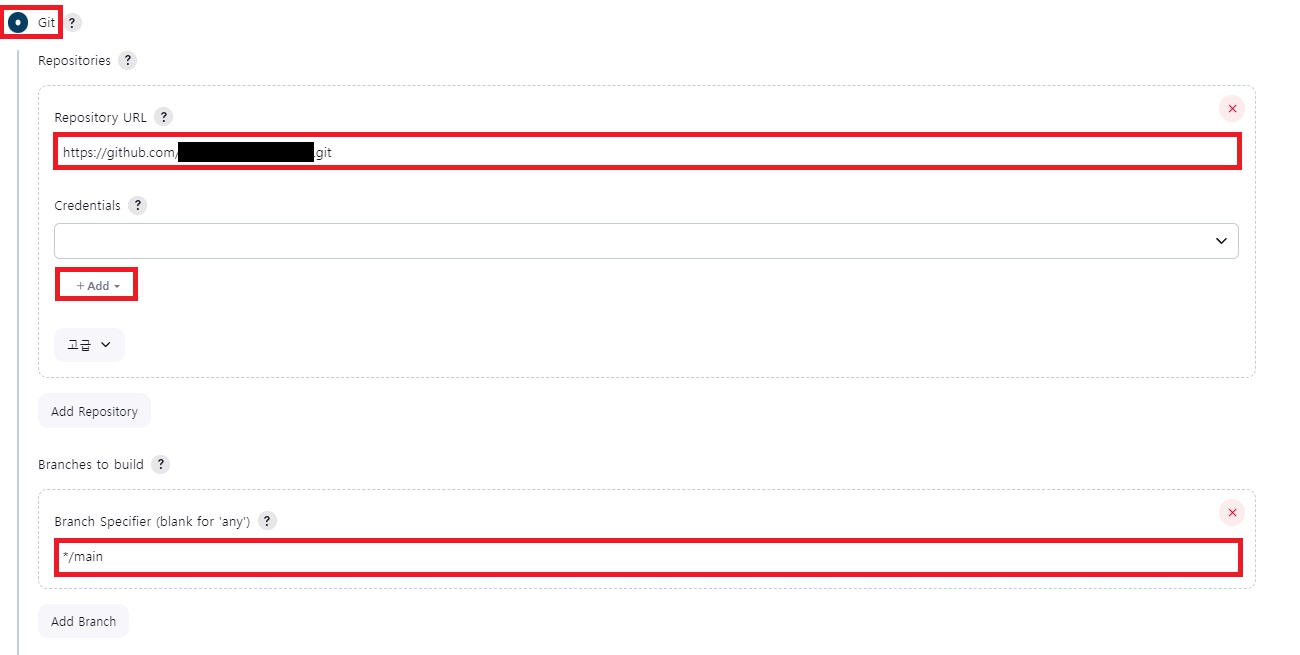 Git ?
Repositories ?
Repository URL ?
https://github.com/ .git
Credentials ?
+ Add
고급
Add Repository
Branches to build ?
Branch Specifier (blank for 'any') ?
*/main
Add Branch